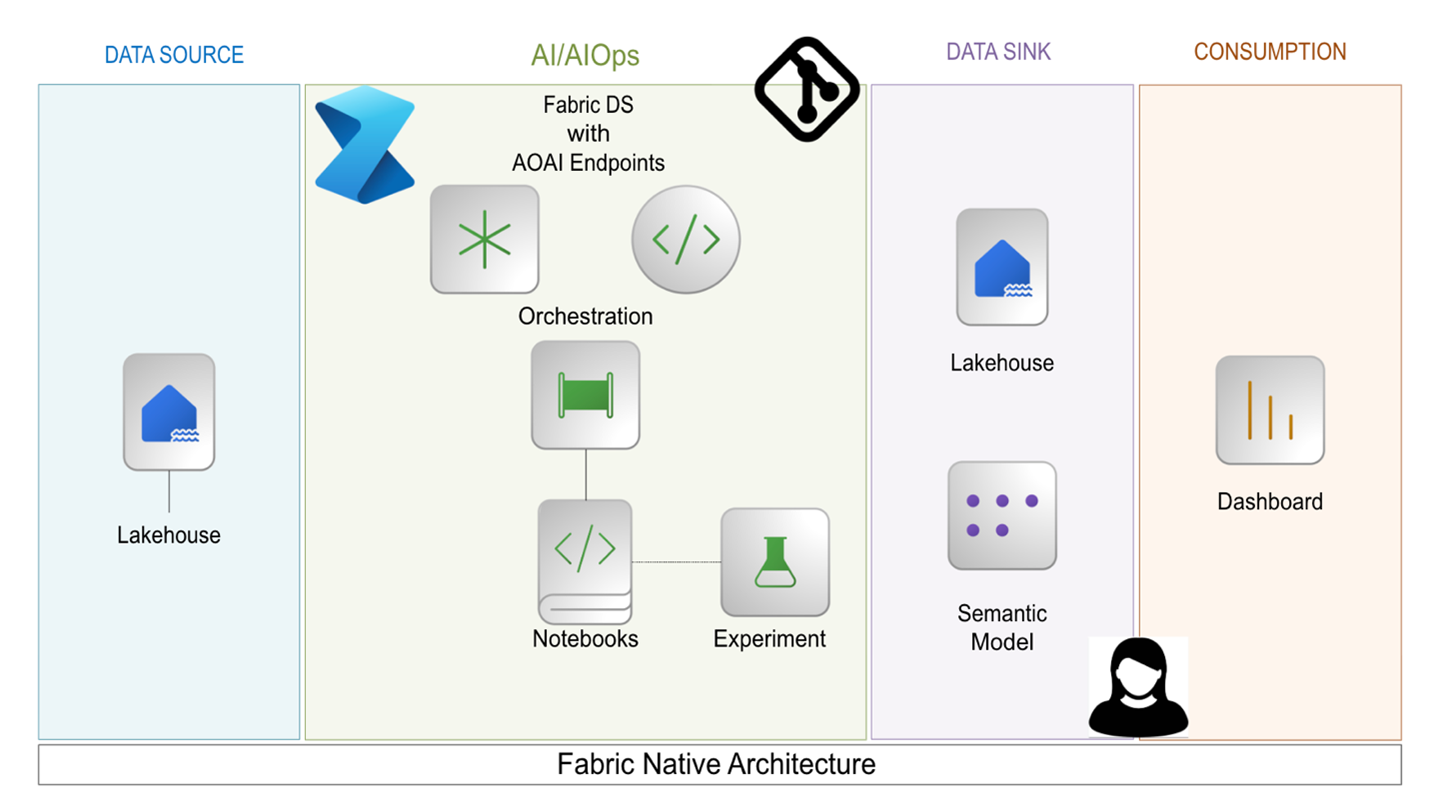 DATA SOURCE
AI/AIOps
DATA SINK
CONSUMPTION
Fabric DS
with
AOAI Endpoints
Orchestration
Lakehouse
Notebooks
Experiment
Lakehouse
Semantic
Model
Dashboard
Fabric Native Architecture